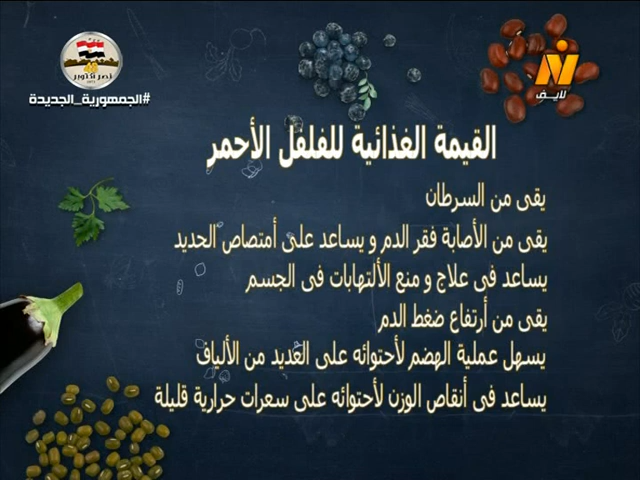 نصر أكتوبر
#الجمهورية_الجديدة
لايف
القيمة الغذائية للفلفل الأحمر
يقى من السرطان
يقى من الأصابة فقر الدم و يساعد على أمتصاص الحديد
يساعد فى علاج و منع الألتهابات فى الجسم
يقى من أرتفاع ضغط الدم
يسهل عملية الهضم لأحتوائه على العديد من الألياف
يساعد فى أنقاص الوزن لأحتوائه على سعرات حرارية قليلة